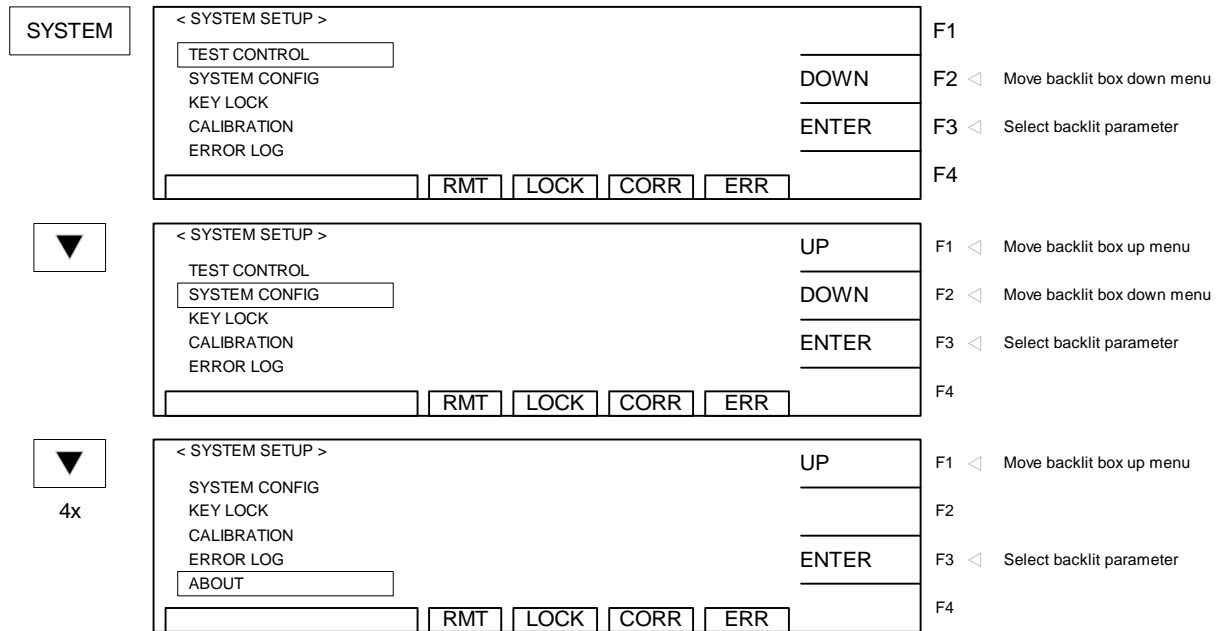 SYSTEM
< SYSTEM SETUP >
TEST CONTROL
SYSTEM CONFIG
KEY LOCK
CALIBRATION
ERROR LOG
RMT LOCK CORR ERR
DOWN
ENTER
F1
F2 Move backlit box down menu
F3 Select backlit parameter
F4
< SYSTEM SETUP >
TEST CONTROL
SYSTEM CONFIG
KEY LOCK
CALIBRATION
ERROR LOG
RMT LOCK CORR ERR
UP
DOWN
ENTER
F1 Move backlit box up menu
F2 Move backlit box down menu
F3 Select backlit parameter
F4
4x
< SYSTEM SETUP >
SYSTEM CONFIG
KEY LOCK
CALIBRATION
ERROR LOG
ABOUT
RMT LOCK CORR ERR
UP
ENTER
F1 Move backlit box up menu
F2
F3 Select backlit parameter
F4